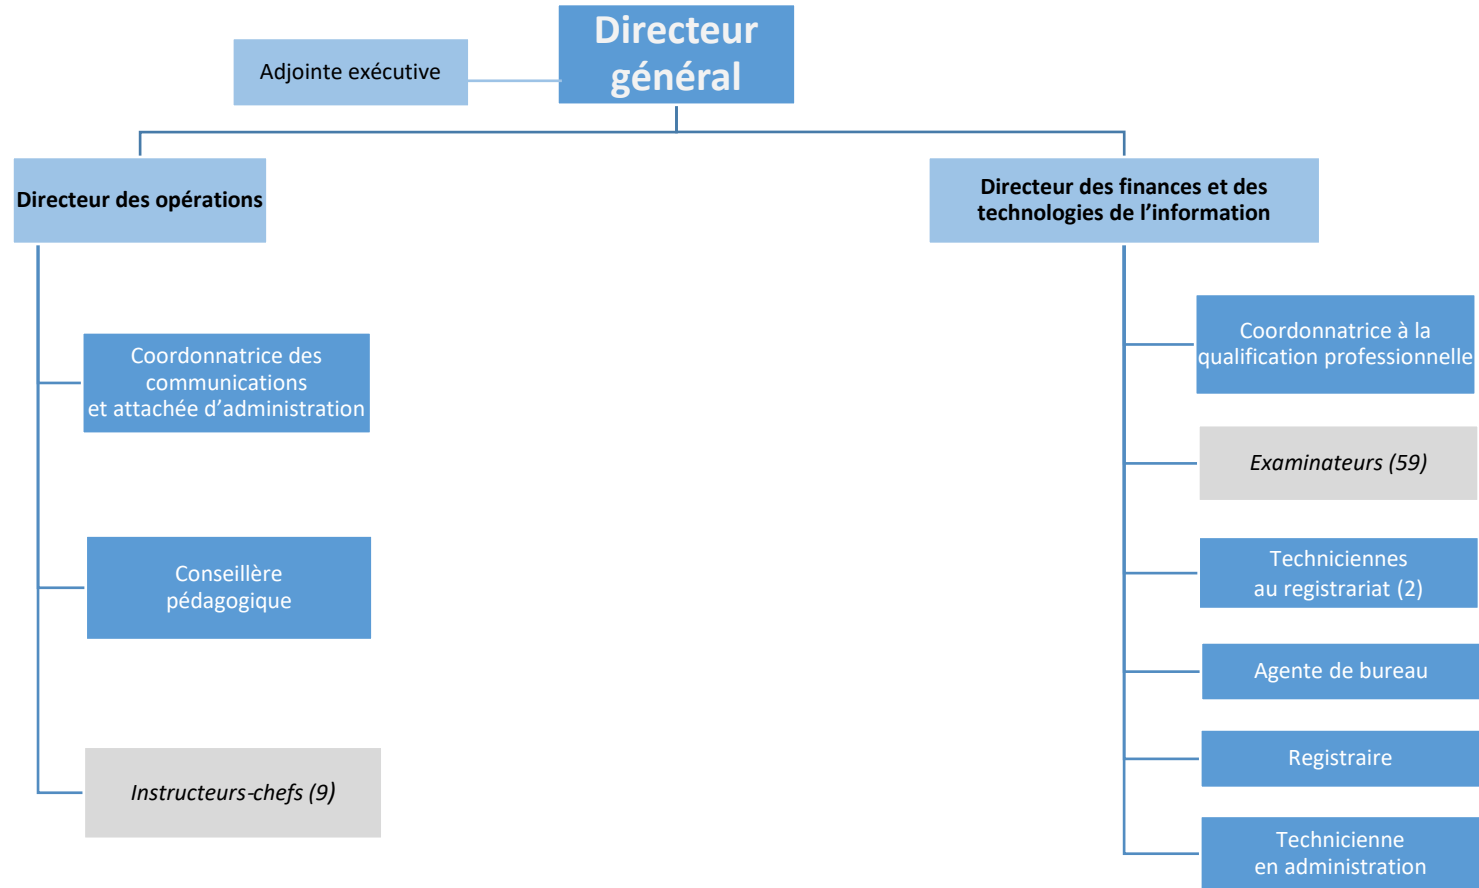 Directeur
général
Adjointe exécutive
Directeur des opérations
Coordonnatrice des
communications
et attachée d’administration
Conseillère
pédagogique
Instructeurs-chefs (9)
Directeur des finances et des
technologies de l’information
Coordonnatrice à la
qualification professionnelle
Examinateurs (59)
Techniciennes
au registrariat (2)
Agente de bureau
Registraire
Technicienne
en administration